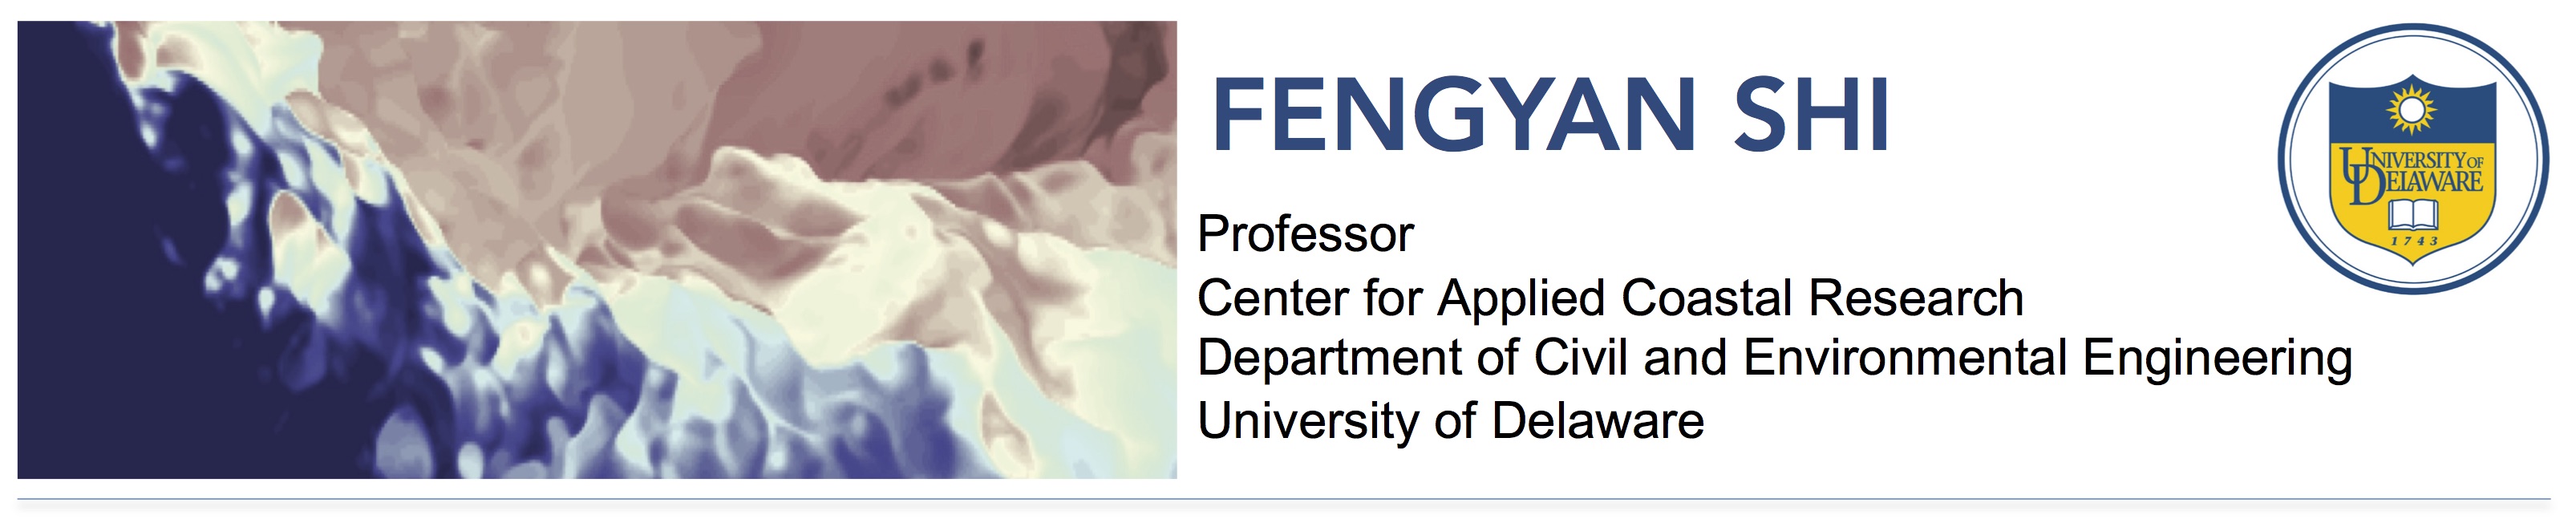 FENGYAN SHI
Professor
Center for Applied Coastal Research
Department of Civil and Environmental Engineering
University of Delaware
UNIVERSITY OF
DELAWARE
1743